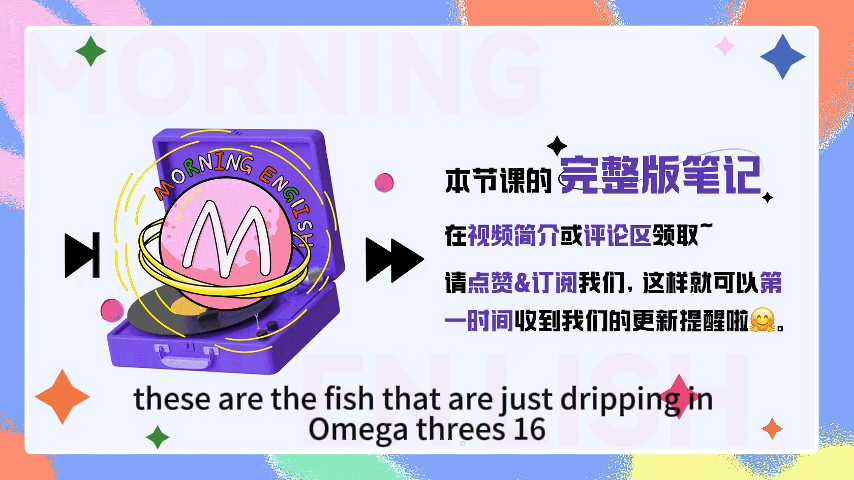 MORNING
MORNING ENGLISH
M
本节课的 完整版笔记
在视频简介或评论区领取~
请点赞&订阅我们, 这样就可以第
一时间收到我们的更新提醒啦🤗。
these are the fish that are just dripping in
Omega threes 16